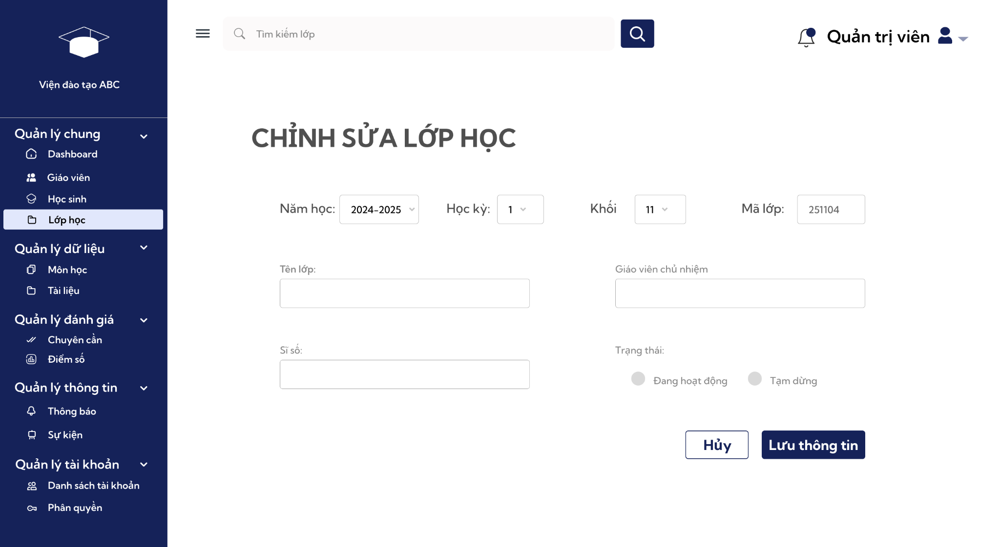 Viện đào tạo ABC
Quản lý chung
Dashboard
Giáo viên
Học sinh
Lớp học
Quản lý dữ liệu
Môn học
Tài liệu
Quản lý đánh giá
Chuyên cần
Điểm số
Quản lý thông tin
Thông báo
Sự kiện
Quản lý tài khoản
Danh sách tài khoản
Phân quyền
Tìm kiếm lớp
Quản trị viên
CHỈNH SỬA LỚP HỌC
Năm học: 2024-2025 Học kỳ: 1 Khối 11 Mã lớp: 251104
Tên lớp: Giáo viên chủ nhiệm
Sĩ số: Trạng thái:
Đang hoạt động Tạm dừng
Hủy Lưu thông tin